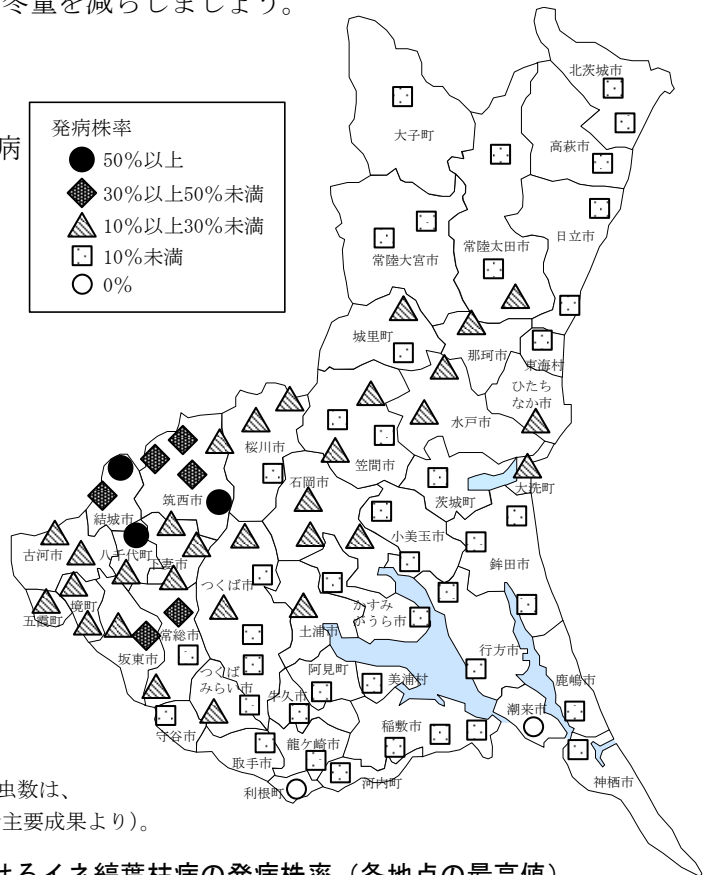 冬量を減らしましょう。
病
発病株率
50%以上
30%以上50%未満
10%以上30%未満
10%未満
0%
北茨城市
大子町
高萩市
日立市
常陸太田市
常陸大宮市
城里町
那珂市
東海村
ひたち
なか市
水戸市
桜川市
笠間市
石岡市
筑西市
茨城町
大洗町
結城市
小美玉市
古河市
八千代町
下妻市
鉾田市
つくば市
境町
五霞町
かすみ
がうら市
土浦市
常総市
行方市
坂東市
阿見町
つくば
みらい市
美浦村
鹿嶋市
牛久市
潮来市
稲敷市
守谷市
龍ケ崎市
取手市
河内町
神栖市
利根町
虫数は、
主要成果より)。
けるイネ縞葉枯病の発病株率(各地点の最高値)